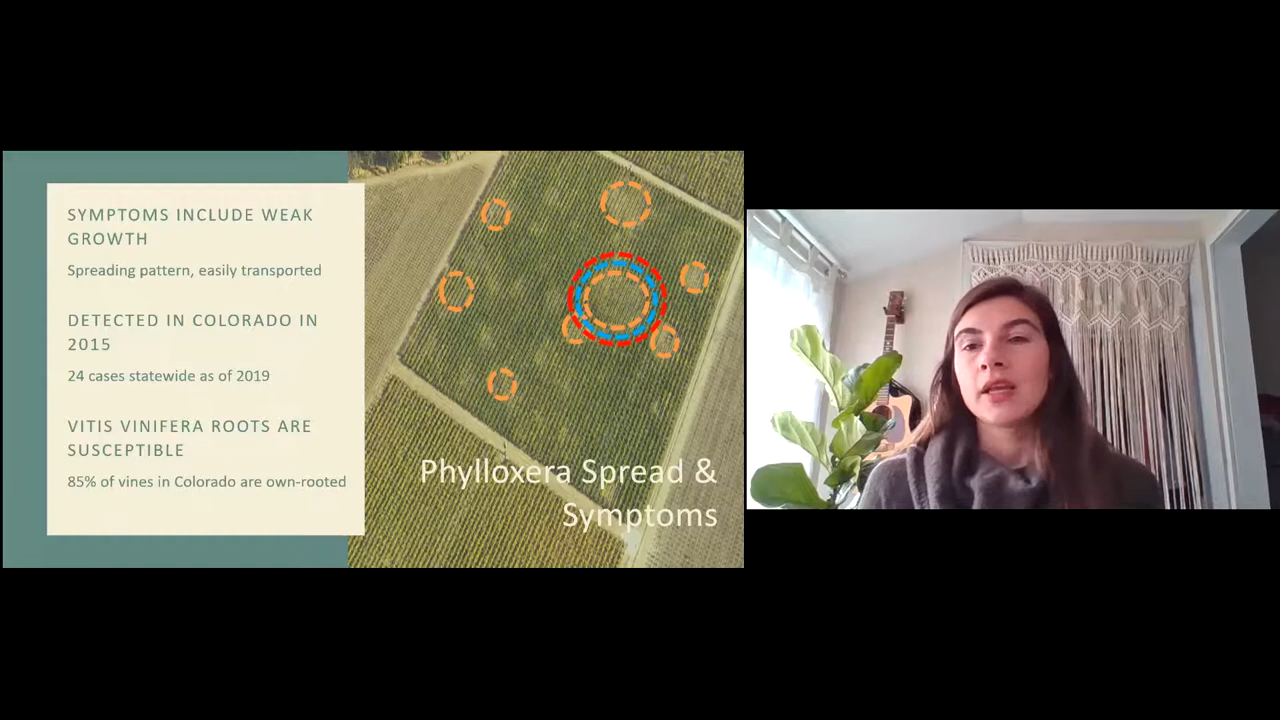 SYMPTOMS INCLUDE WEAK
GROWTH
Spreading pattern, easily transported
DETECTED IN COLORADO IN
2015
24 cases statewide as of 2019
VITIS VINIFERA ROOTS ARE
SUSCEPTIBLE
85% of vines in Colorado are own-rooted
Phylloxera Spread &
Symptoms